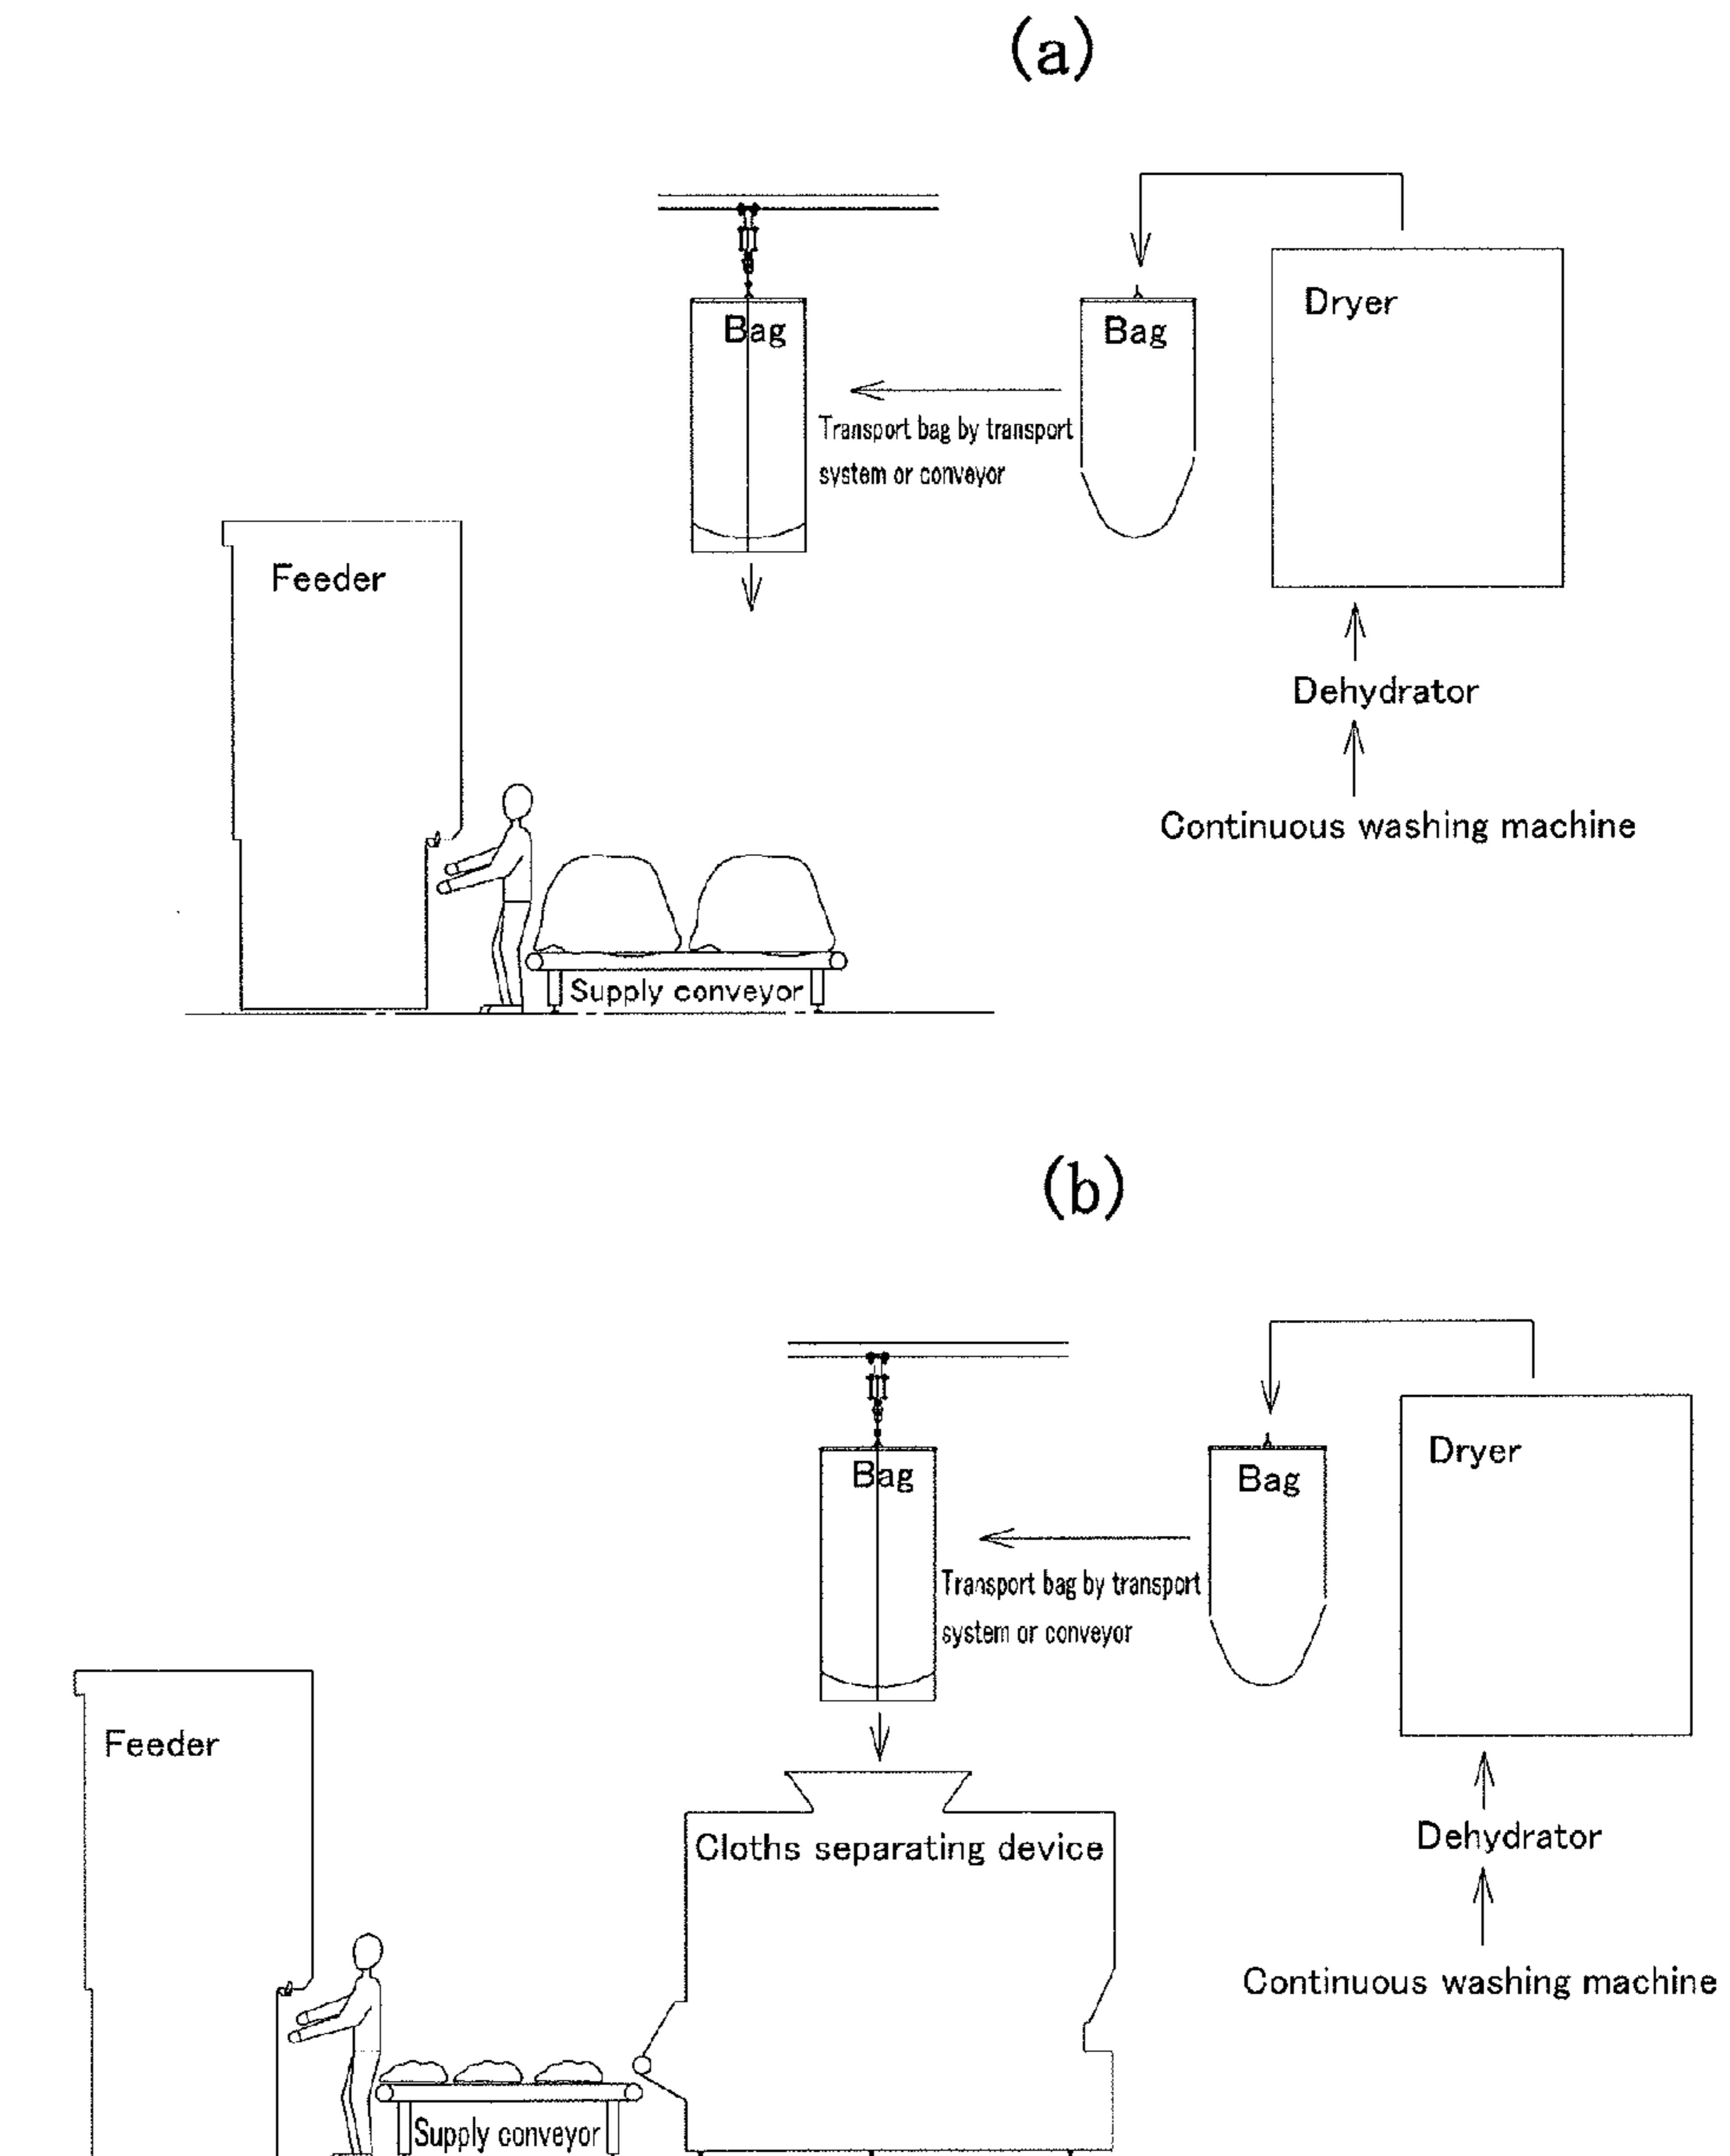 (a)
Bag
Bag
Dryer
Transport bag by transport
system or conveyor
Feeder
Dehydrator
Continuous washing machine
Supply conveyor
(b)
Bag
Bag
Dryer
Transport bag by transport
system or conveyor
Feeder
Cloths separating device
Dehydrator
Continuous washing machine
Supply conveyor